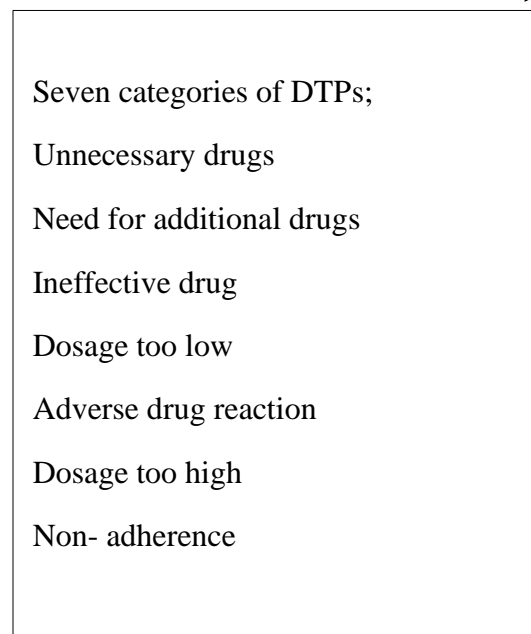 Seven categories of DTPs;
Unnecessary drugs
Need for additional drugs
Ineffective drug
Dosage too low
Adverse drug reaction
Dosage too high
Non- adherence